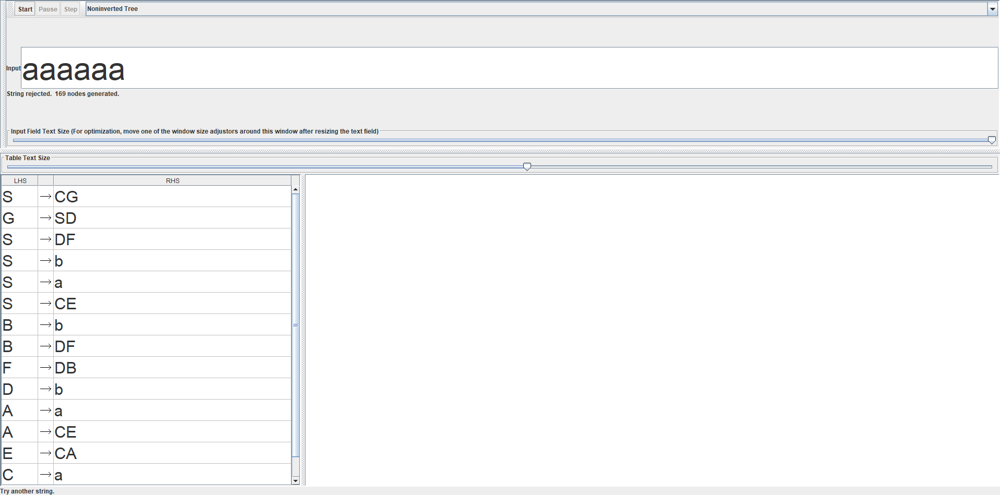 Start Pause Step Noninverted Tree
Input aaaaaa
String rejected.  169 nodes generated.
Input Field Text Size (For optimization, move one of the window size adjustors around this window after resizing the text field)
Table Text Size
LHS RHS
S → CG
G → SD
S → DF
S → b
S → a
S → CE
B → b
B → DF
F → DB
D → b
A → a
A → CE
E → CA
C → a
Try another string.